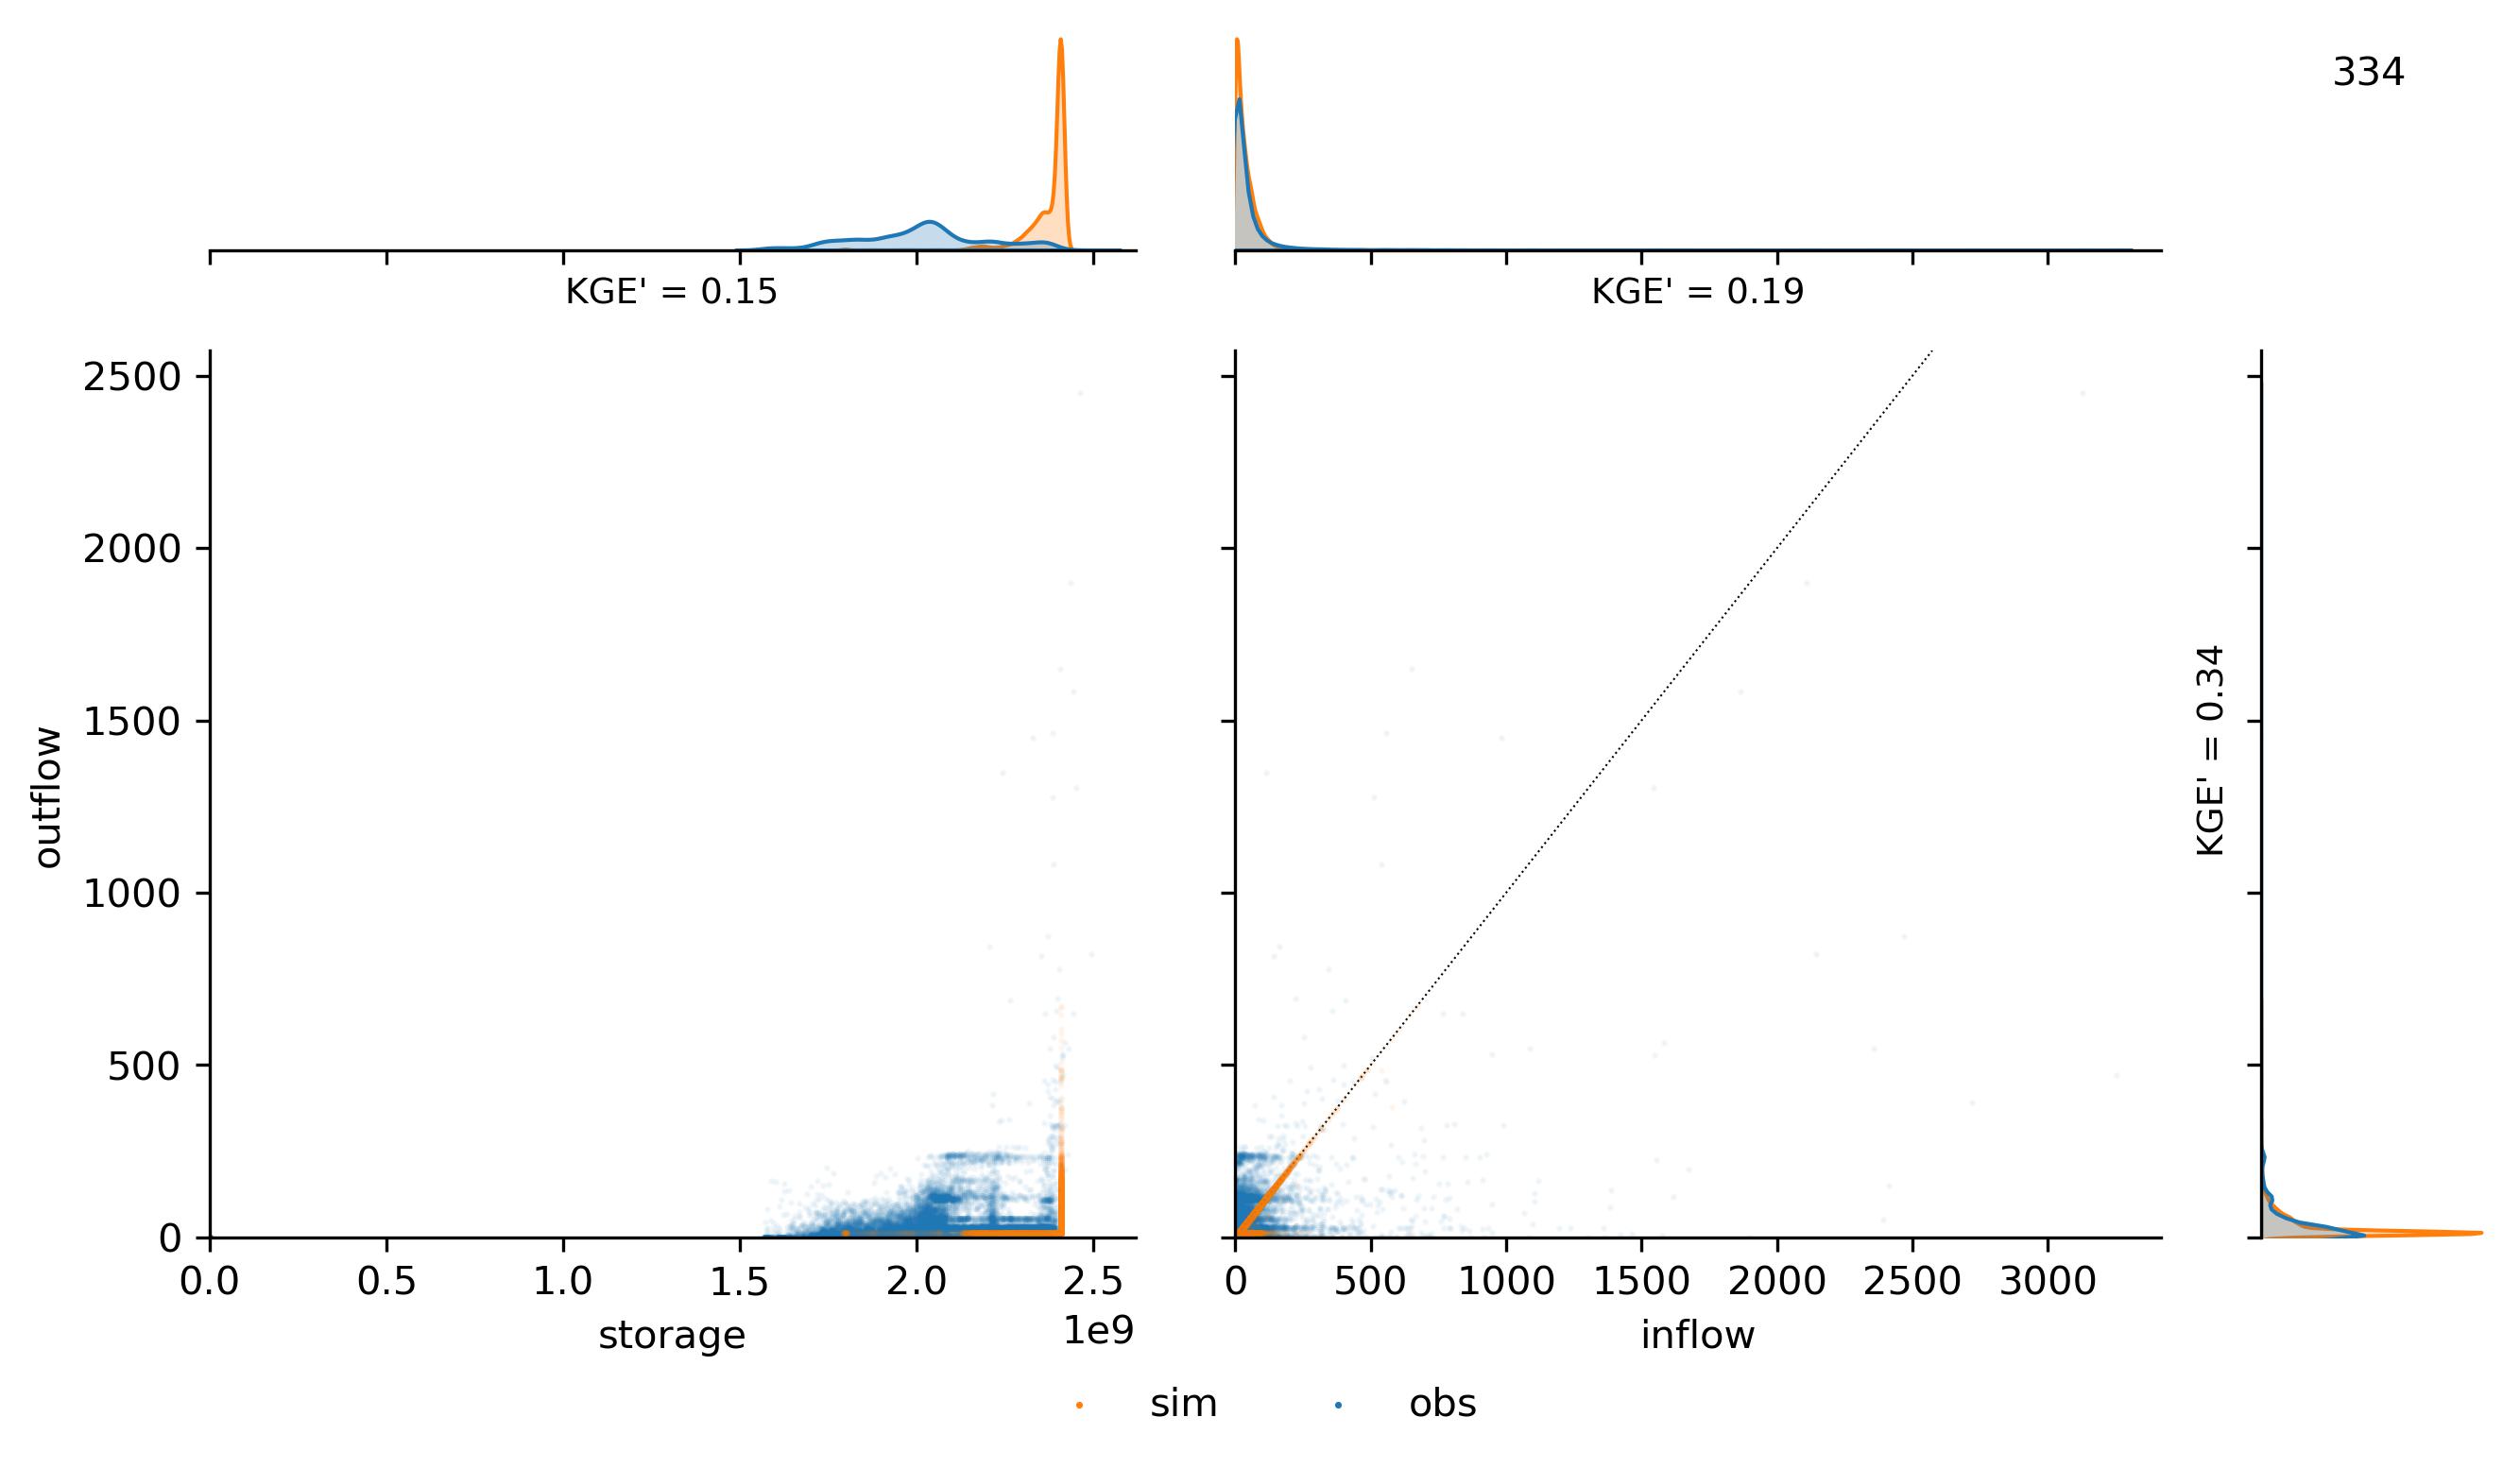 334
KGE' = 0.15
KGE' = 0.19
2500
2000
1500
1000
500
0
outflow
KGE' = 0.34
0.0 0.5 1.0 1.5 2.0 2.5
1e9
storage
0 500 1000 1500 2000 2500 3000
inflow
sim obs